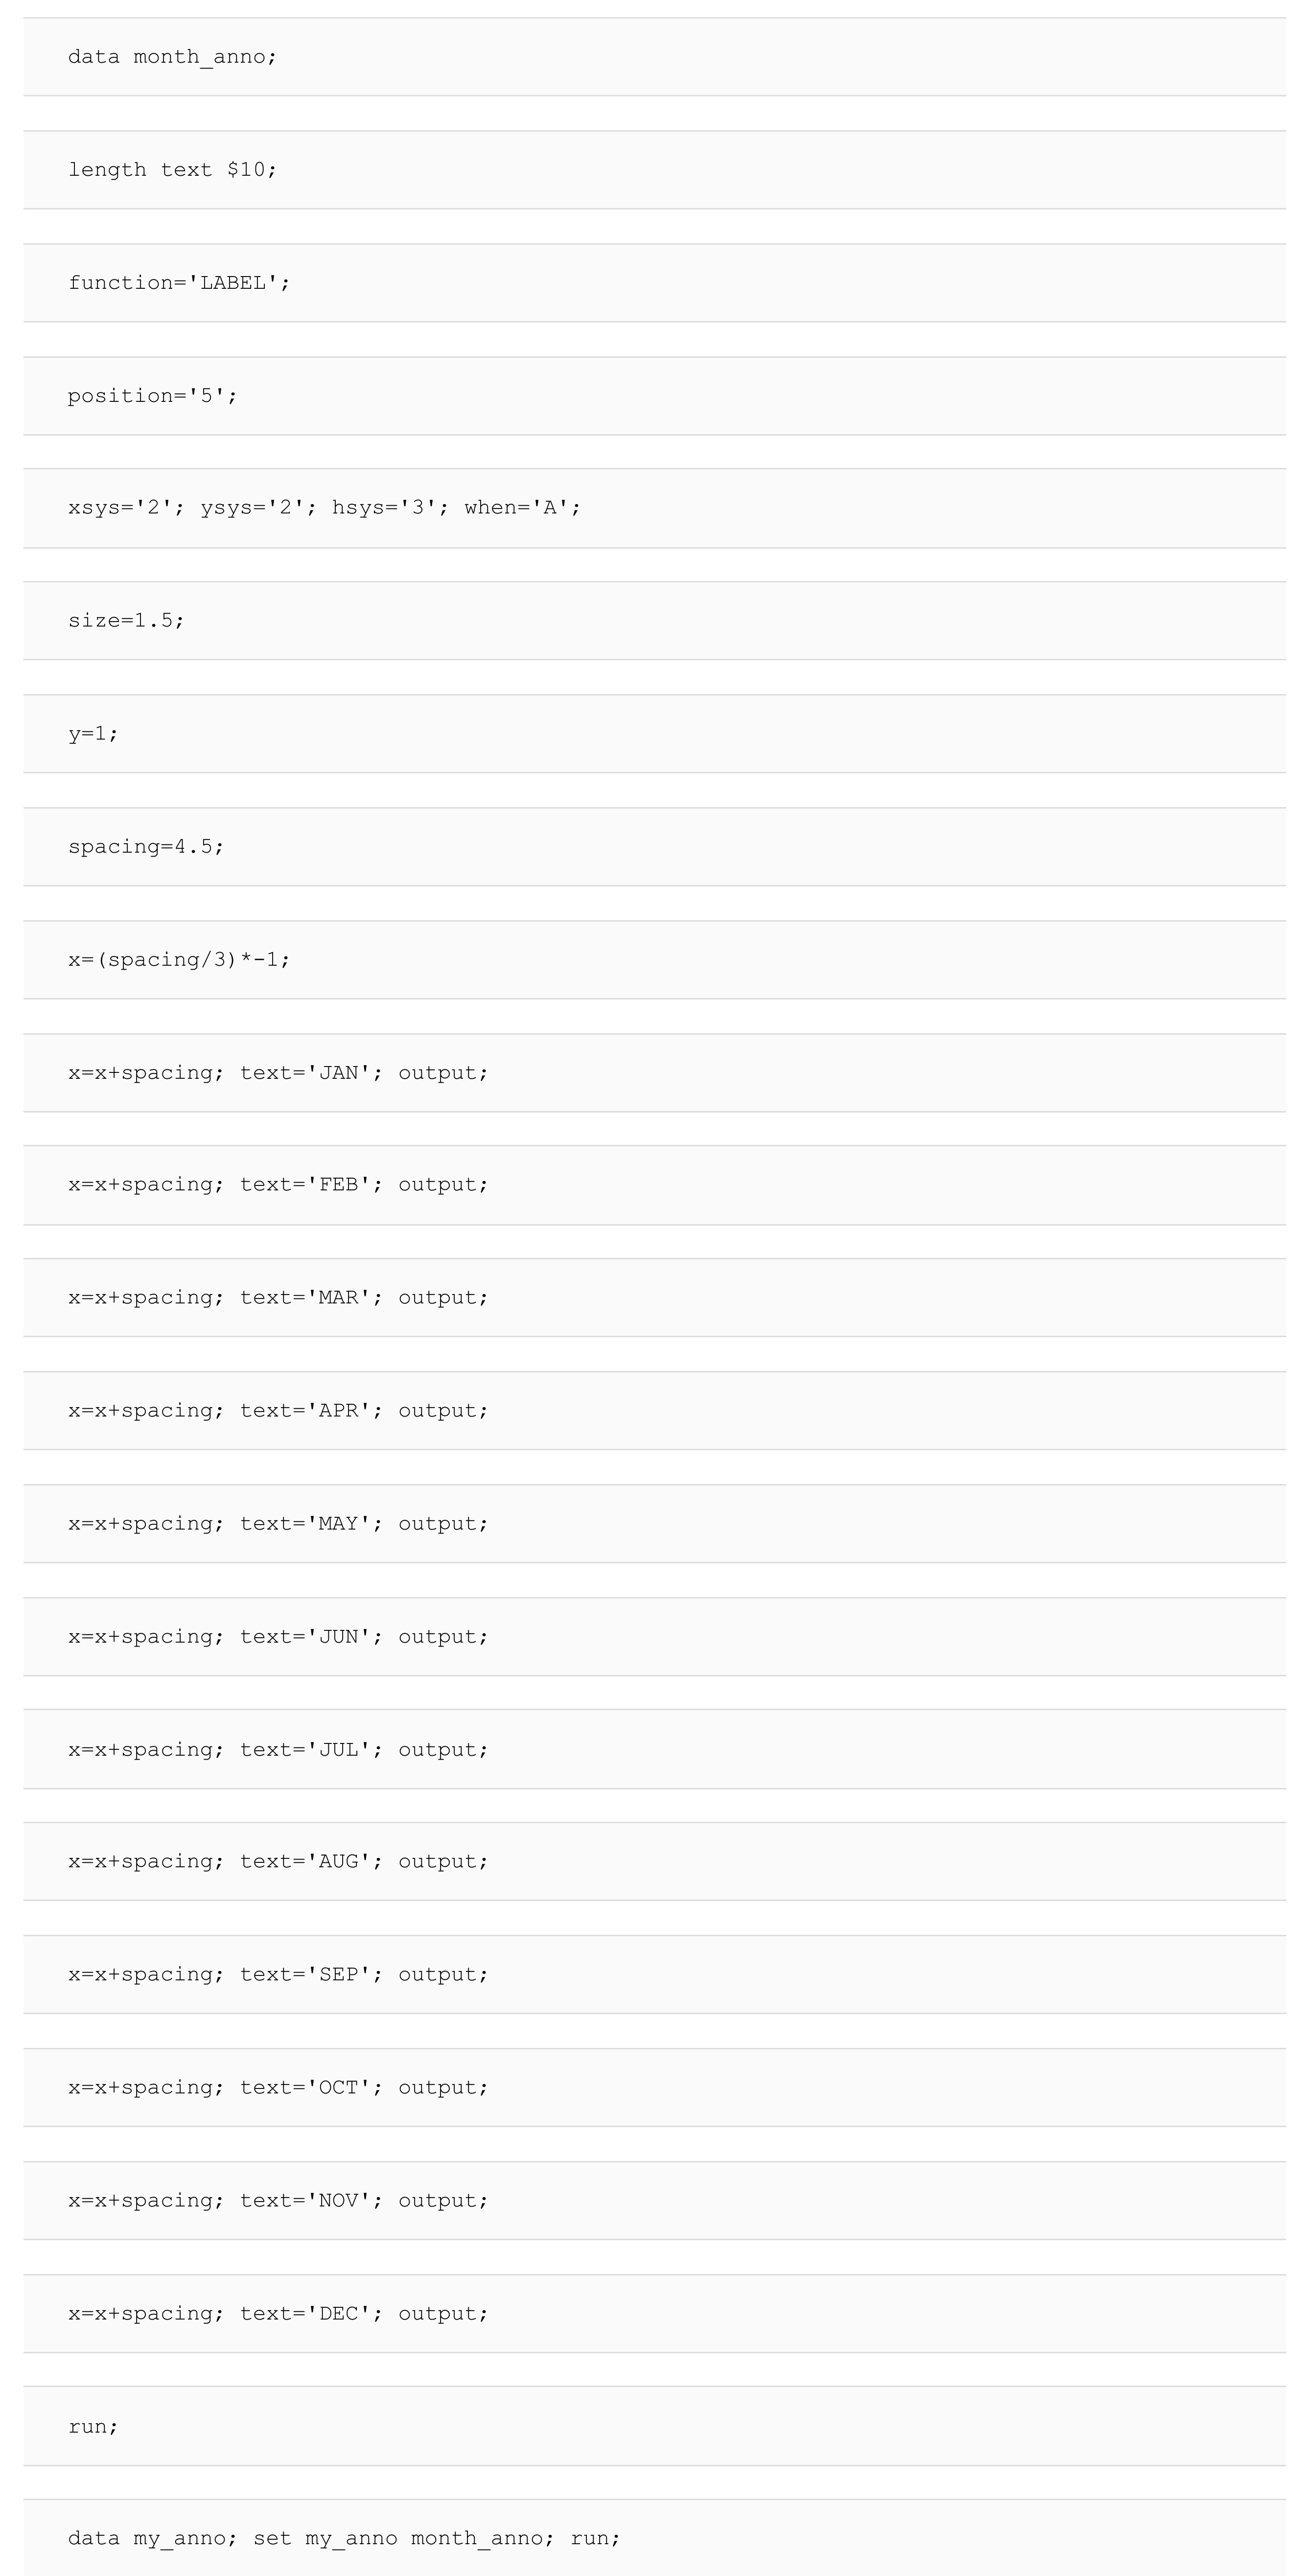 data month_anno;
length text $10;
function='LABEL';
position='5';
xsys='2'; ysys='2'; hsys='3'; when='A';
size=1.5;
y=1;
spacing=4.5;
x=(spacing/3)*-1;
x=x+spacing; text='JAN'; output;
x=x+spacing; text='FEB'; output;
x=x+spacing; text='MAR'; output;
x=x+spacing; text='APR'; output;
x=x+spacing; text='MAY'; output;
x=x+spacing; text='JUN'; output;
x=x+spacing; text='JUL'; output;
x=x+spacing; text='AUG'; output;
x=x+spacing; text='SEP'; output;
x=x+spacing; text='OCT'; output;
x=x+spacing; text='NOV'; output;
x=x+spacing; text='DEC'; output;
run;
data my_anno; set my_anno month_anno; run;